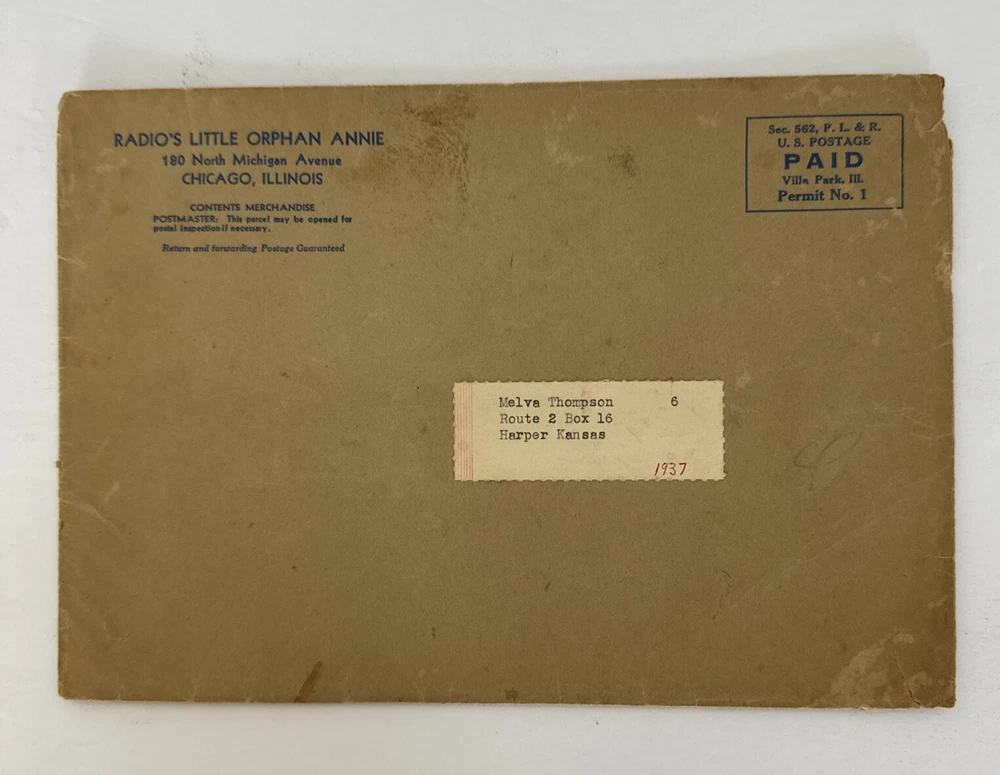 RADIO'S LITTLE ORPHAN ANNIE
180 North Michigan Avenue
CHICAGO, ILLINOIS
CONTENTS MERCHANDISE
POSTMASTER: This parcel may be opened for
postal inspection if necessary.
Return and forwarding Postage Guaranteed
Sec. 562, P. L. & R.
U. S. POSTAGE
PAID
Villa Park, Ill.
Permit No. 1
Melva Thompson 6
Route 2 Box 16
Harper Kansas
1937